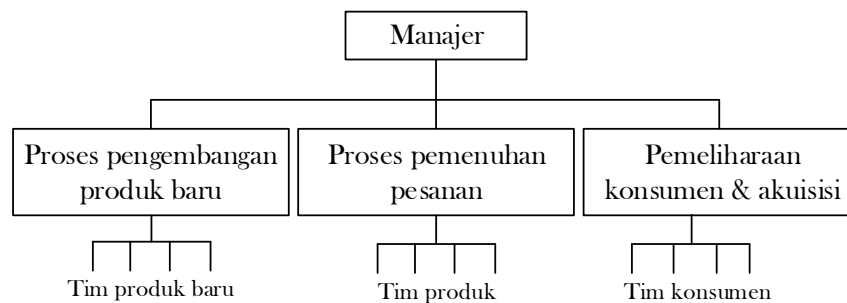 Manajer
Proses pengembangan
produk baru
Proses pemenuhan
pesanan
Pemeliharaan
konsumen & akuisisi
Tim produk baru
Tim produk
Tim konsumen